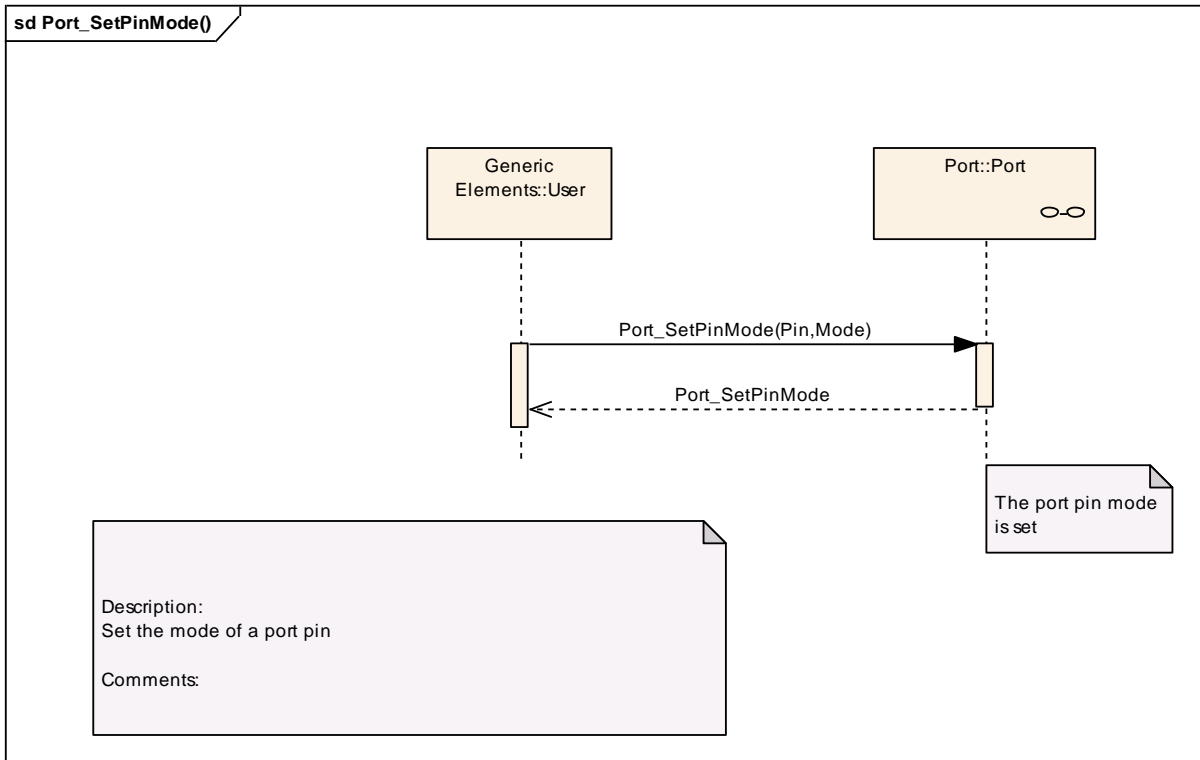 sd Port_SetPinMode()
Generic
Elements::User
Port::Port
Port_SetPinMode(Pin,Mode)
Port_SetPinMode
The port pin mode
is set
Description:
Set the mode of a port pin
Comments: